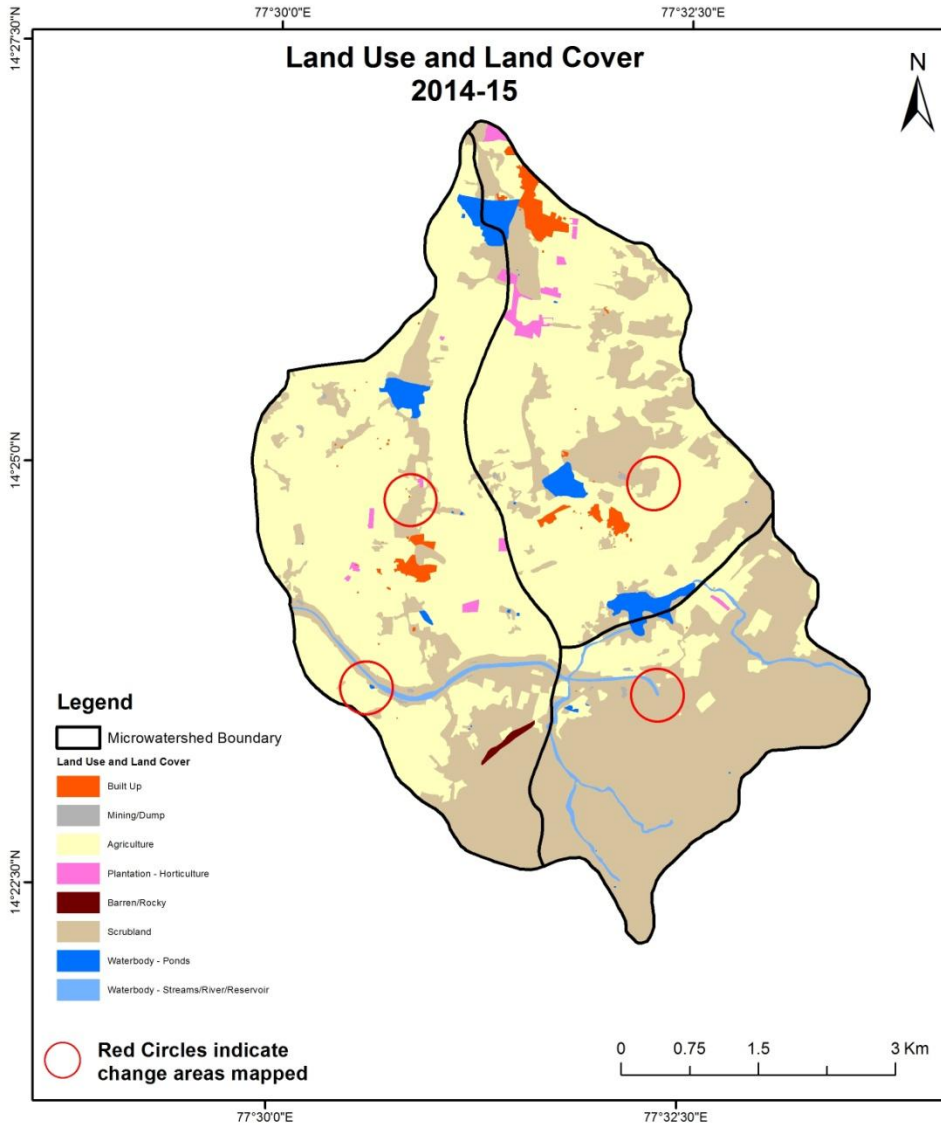 77°30'0"E
77°32'30"E
14°27'30"N
Land Use and Land Cover
2014-15
N
14°25'0"N
14°22'30"N
Legend
Microwatershed Boundary
Land Use and Land Cover
Built Up
Mining/Dump
Agriculture
Plantation - Horticulture
Barren/Rocky
Scrubland
Waterbody - Ponds
Waterbody - Streams/River/Reservoir
Red Circles indicate
change areas mapped
0 0.75 1.5 3 Km
77°30'0"E
77°32'30"E